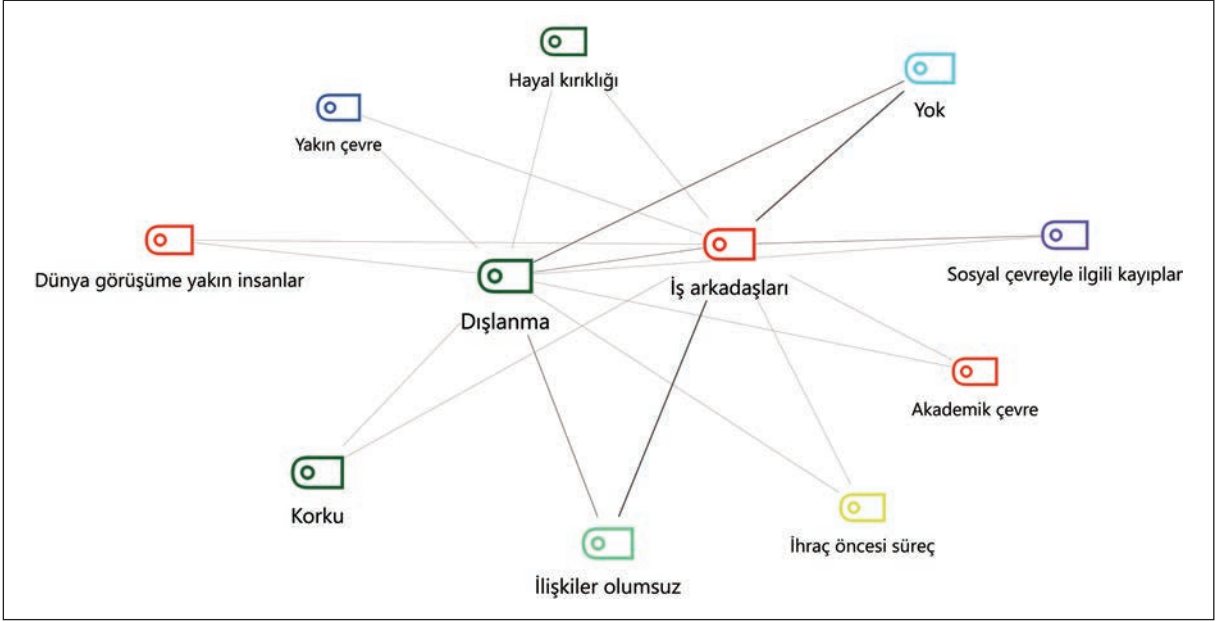 Hayal kırıklığı
Yok
Yakın çevre
Dünya görüşüme yakın insanlar
İş arkadaşları
Sosyal çevreyle ilgili kayıplar
Dışlanma
Akademik çevre
Korku
İhraç öncesi süreç
İlişkiler olumsuz